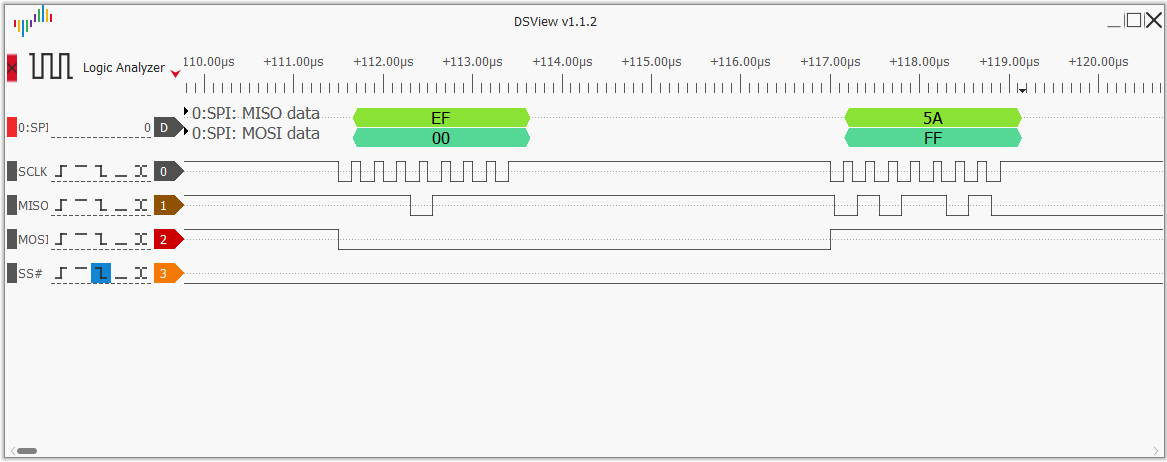 DSView v1.1.2
Logic Analyzer
110.00µs +111.00µs +112.00µs +113.00µs +114.00µs +115.00µs +116.00µs +117.00µs +118.00µs +119.00µs +120.00µs
0:SPI 0 D
0:SPI: MISO data EF 5A
0:SPI: MOSI data 00 FF
SCLK 0
MISO 1
MOSI 2
SS# 3